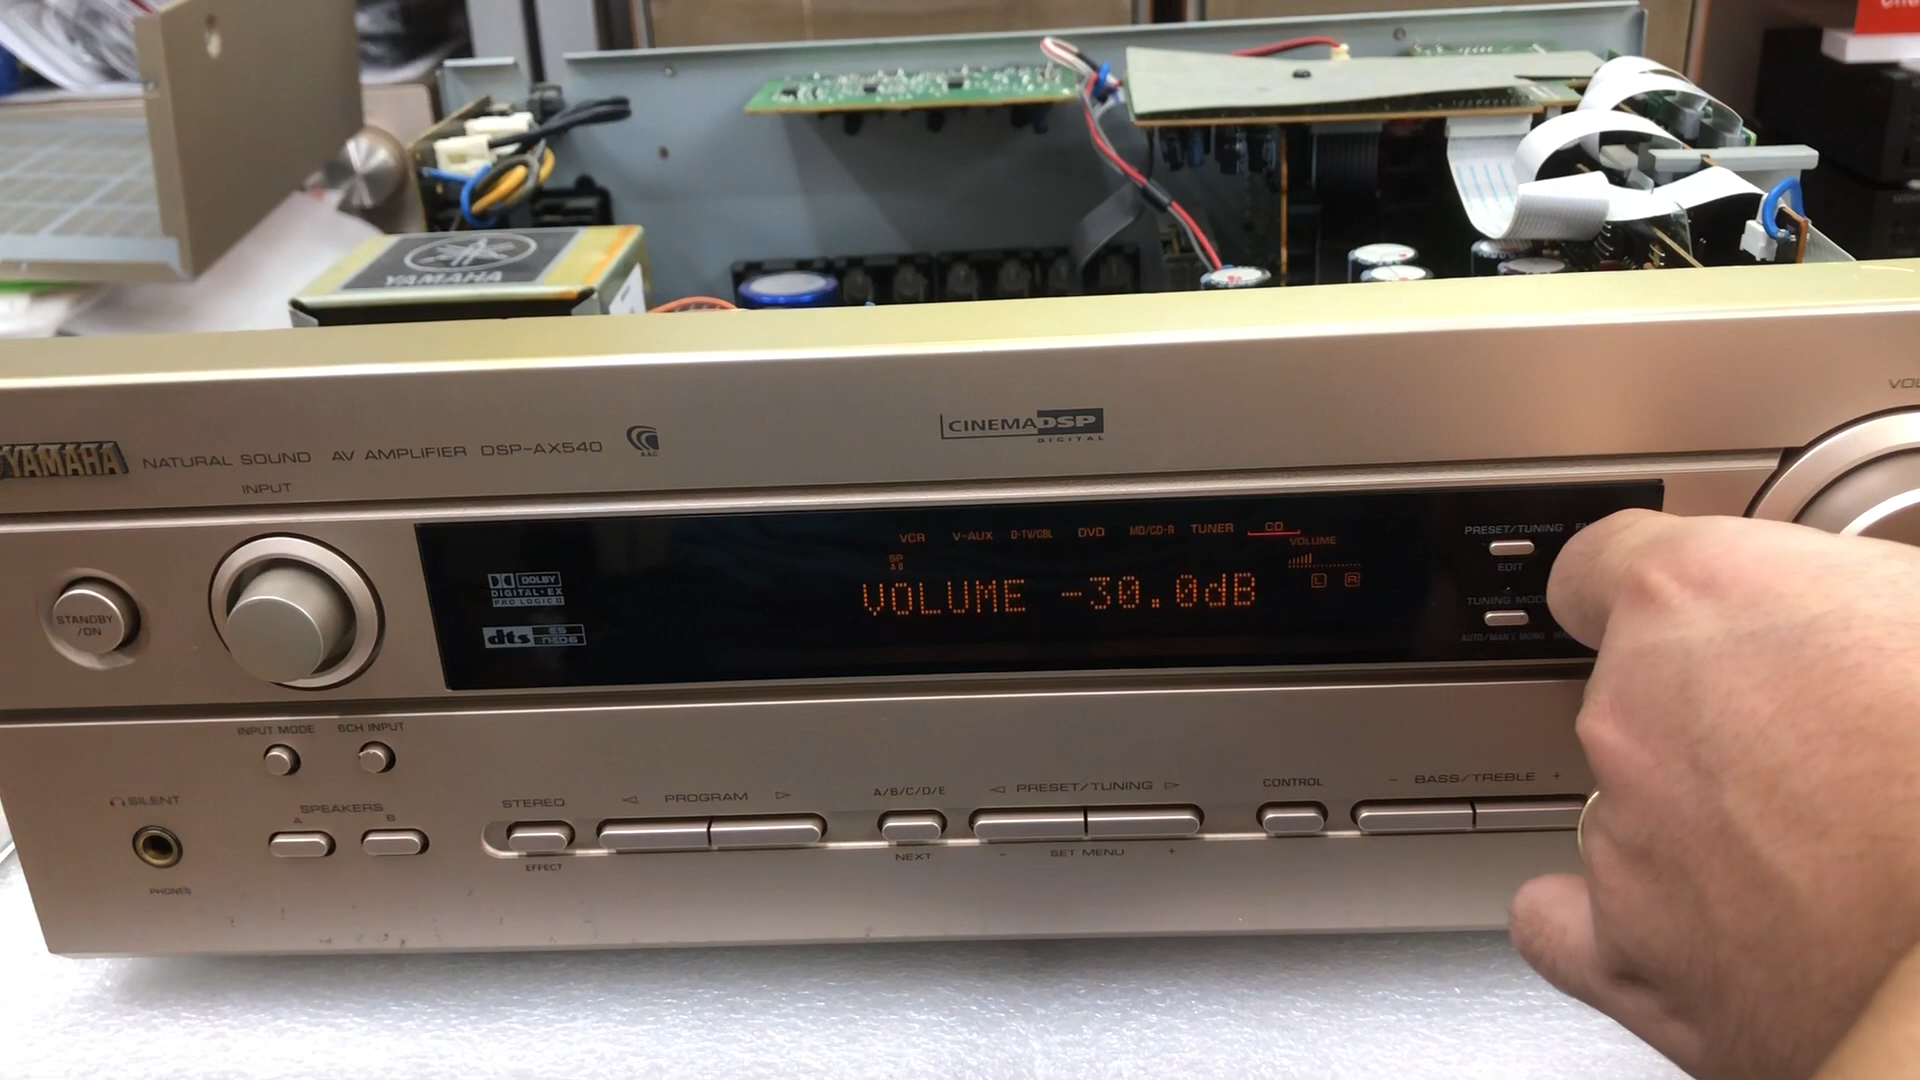 YAMAHA
VOL
YAMAHA NATURAL SOUND AV AMPLIFIER DSP-AX540
AAC
CINEMA DSP
DIGITAL
INPUT
VCR V-AUX D-TV/CBL DVD MD/CD-R TUNER CD
VOLUME
SP
A B
L R
VOLUME -30.0dB
DOLBY
DIGITAL·EX
PRO LOGIC II
dts ES
NEO:6
STANDBY
/ON
PRESET/TUNING
EDIT
TUNING MODE
AUTO/MAN'L MONO
INPUT MODE 6CH INPUT
SILENT
PHONES
SPEAKERS
A B
STEREO
EFFECT
PROGRAM
A/B/C/D/E
NEXT
PRESET/TUNING
- SET MENU +
CONTROL
- BASS/TREBLE +